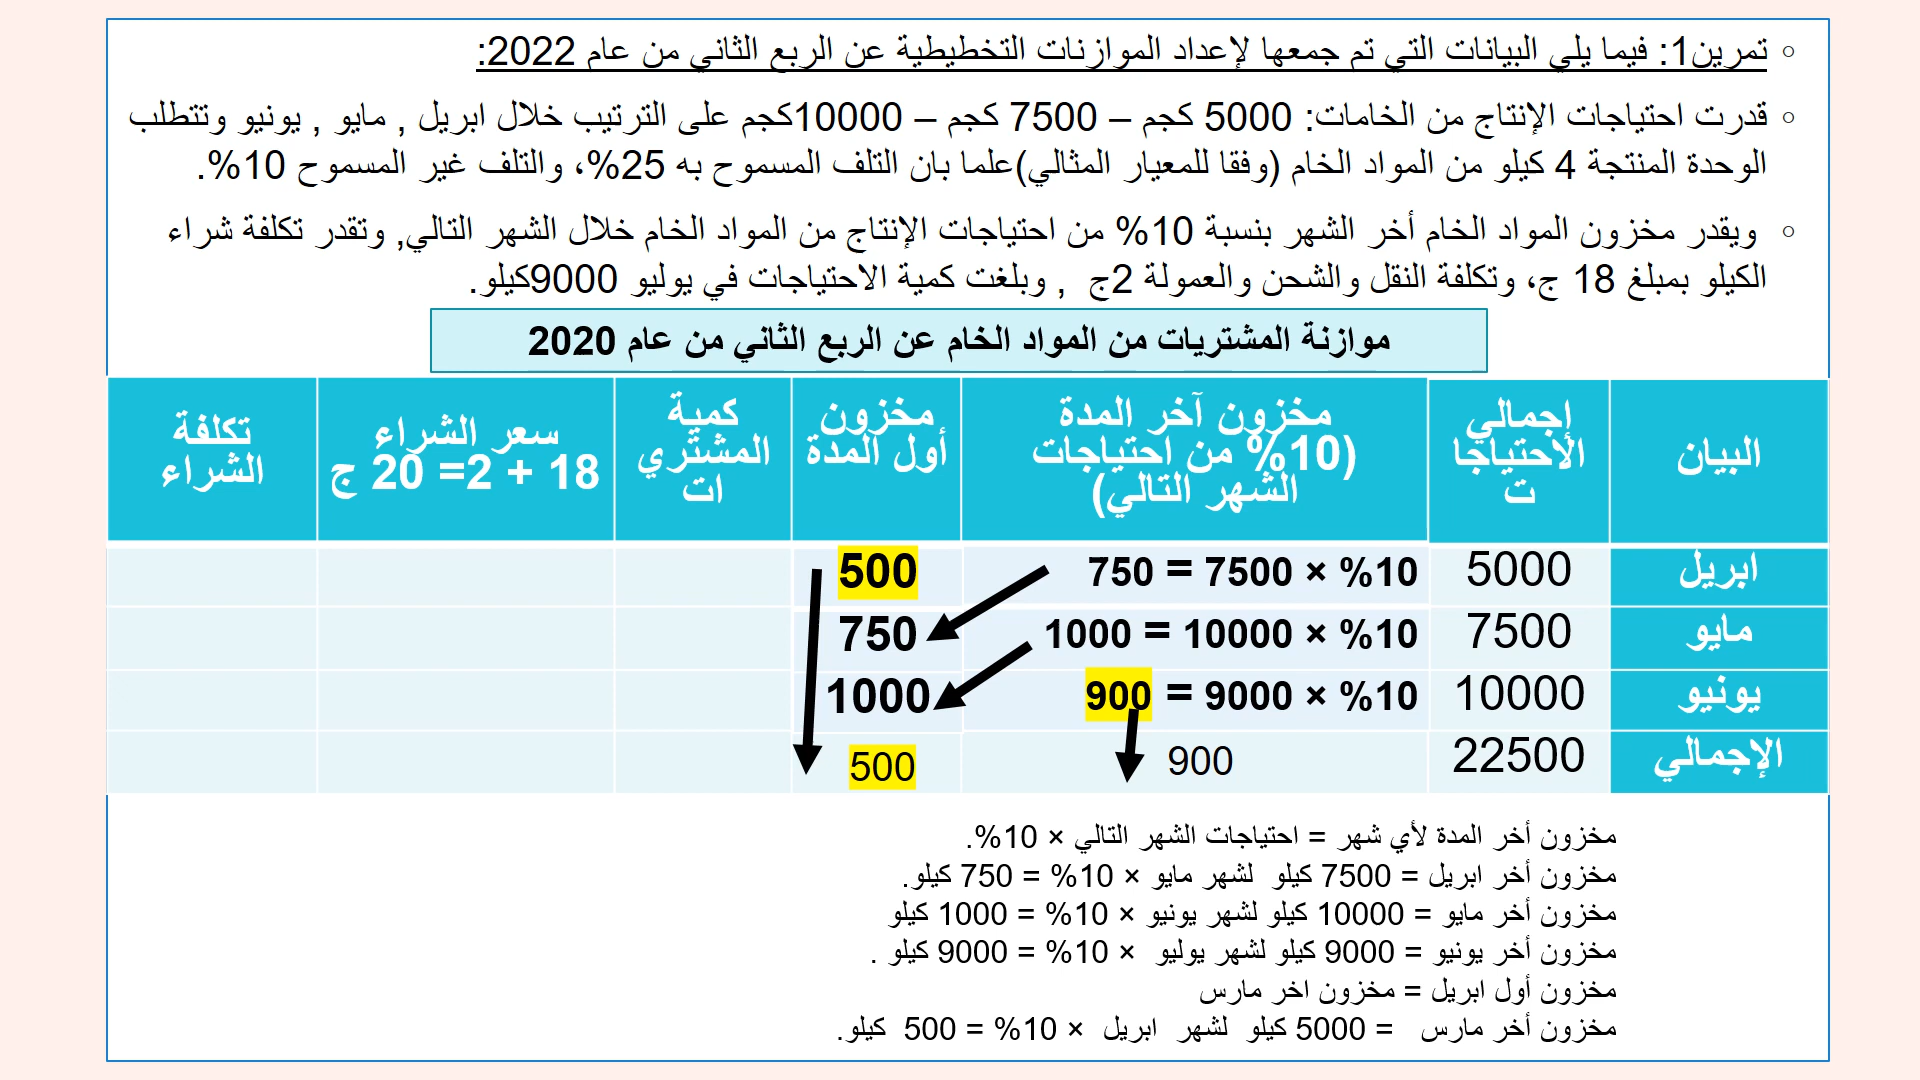 ◦ تمرين1: فيما يلي البيانات التي تم جمعها لإعداد الموازنات التخطيطية عن الربع الثاني من عام 2022:
◦ قدرت احتياجات الإنتاج من الخامات: 5000 كجم – 7500 كجم – 10000كجم على الترتيب خلال ابريل , مايو , يونيو وتتطلب
الوحدة المنتجة 4 كيلو من المواد الخام (وفقا للمعيار المثالي)علما بان التلف المسموح به 25%، والتلف غير المسموح 10%.
◦ ويقدر مخزون المواد الخام أخر الشهر بنسبة 10% من احتياجات الإنتاج من المواد الخام خلال الشهر التالي, وتقدر تكلفة شراء
الكيلو بمبلغ 18 ج، وتكلفة النقل والشحن والعمولة 2ج , وبلغت كمية الاحتياجات في يوليو 9000كيلو.
موازنة المشتريات من المواد الخام عن الربع الثاني من عام 2020
البيان إجمالي الاحتياجات مخزون آخر المدة (10% من احتياجات الشهر التالي) مخزون أول المدة كمية المشتريات سعر الشراء 18 + 2= 20 ج تكلفة الشراء
ابريل 5000 10% × 7500 = 750 500
مايو 7500 10% × 10000 = 1000 750
يونيو 10000 10% × 9000 = 900 1000
الإجمالي 22500 900 500
مخزون أخر المدة لأي شهر = احتياجات الشهر التالي × 10%.
مخزون أخر ابريل = 7500 كيلو لشهر مايو × 10% = 750 كيلو.
مخزون أخر مايو = 10000 كيلو لشهر يونيو × 10% = 1000 كيلو
مخزون أخر يونيو = 9000 كيلو لشهر يوليو × 10% = 9000 كيلو .
مخزون أول ابريل = مخزون اخر مارس
مخزون أخر مارس = 5000 كيلو لشهر ابريل × 10% = 500 كيلو.